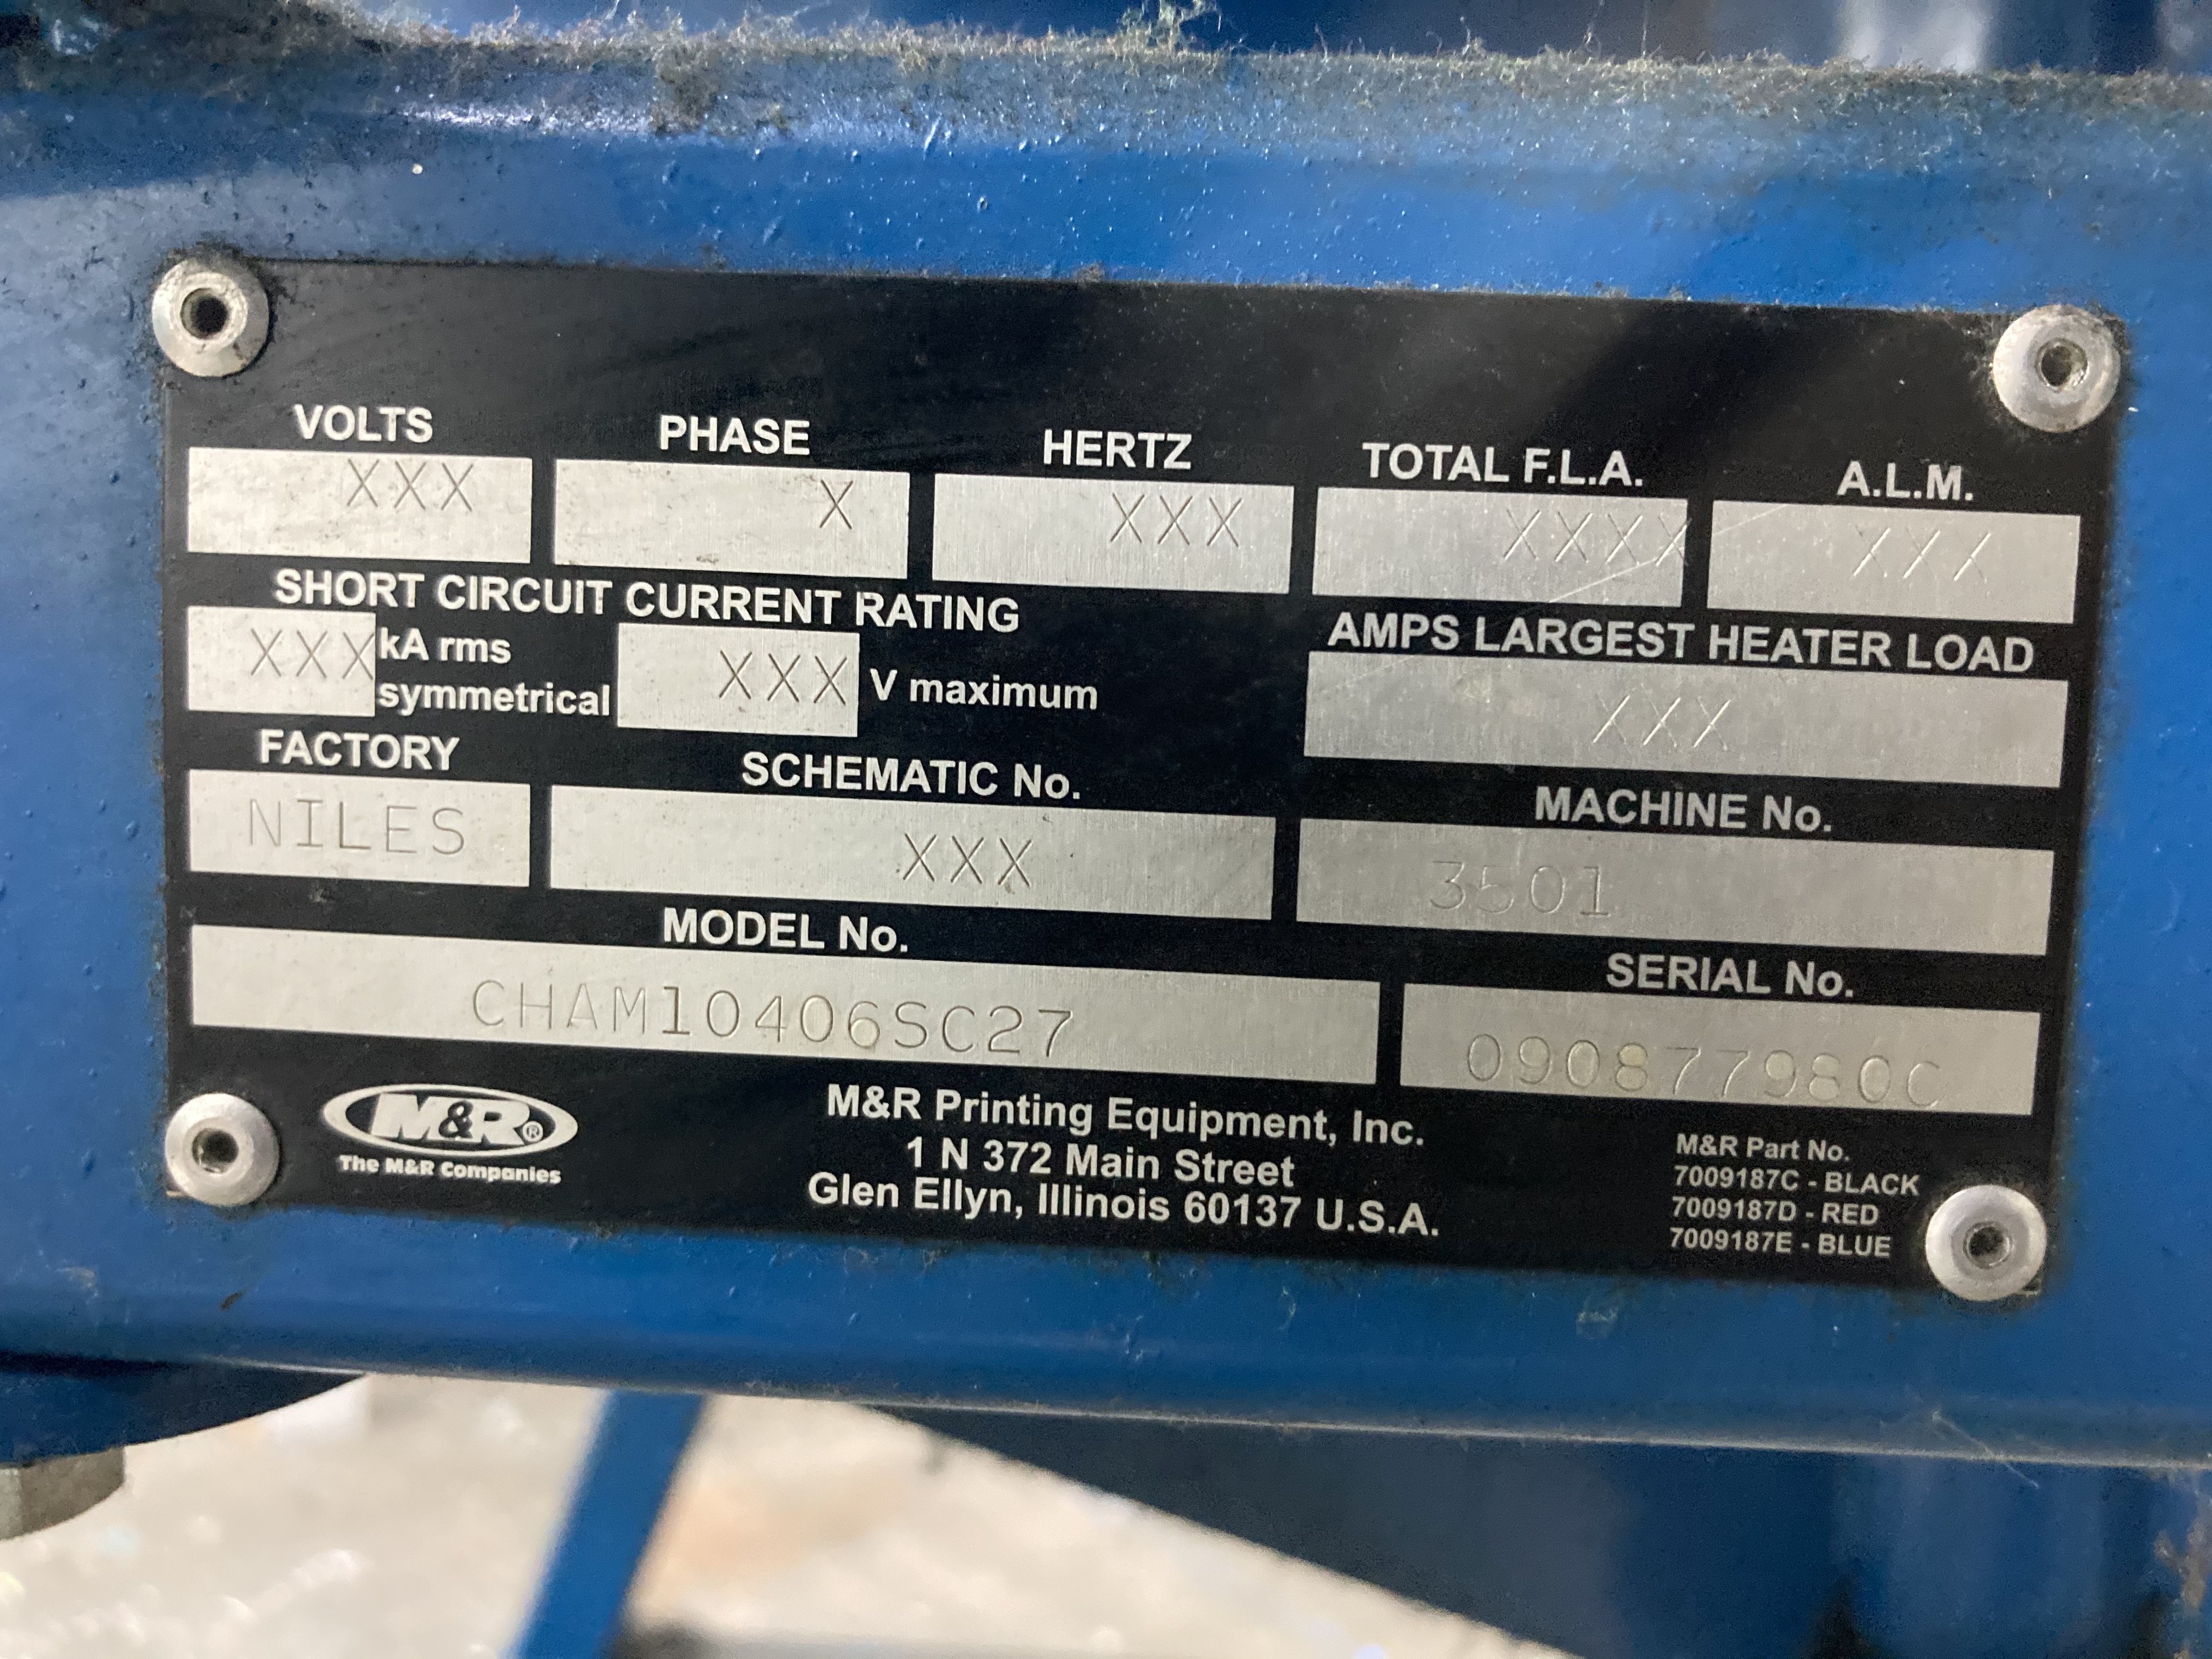 VOLTS PHASE HERTZ TOTAL F.L.A. A.L.M.
XXX X XXX XXXX XXX
SHORT CIRCUIT CURRENT RATING
XXX kA rms symmetrical XXX V maximum
AMPS LARGEST HEATER LOAD
XXX
FACTORY SCHEMATIC No. MACHINE No.
NILES XXX 3501
MODEL No. SERIAL No.
CHAM10406SC27 090877980C
M&R®
The M&R Companies
M&R Printing Equipment, Inc.
1 N 372 Main Street
Glen Ellyn, Illinois 60137 U.S.A.
M&R Part No.
7009187C - BLACK
7009187D - RED
7009187E - BLUE